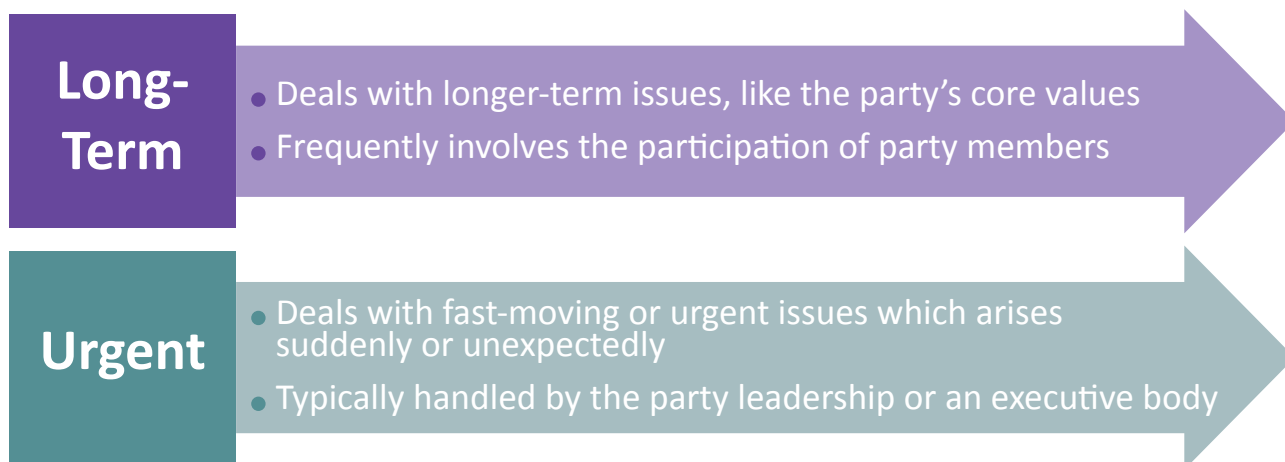 Long-
Term
• Deals with longer-term issues, like the party’s core values
• Frequently involves the participation of party members
Urgent
• Deals with fast-moving or urgent issues which arises
suddenly or unexpectedly
• Typically handled by the party leadership or an executive body